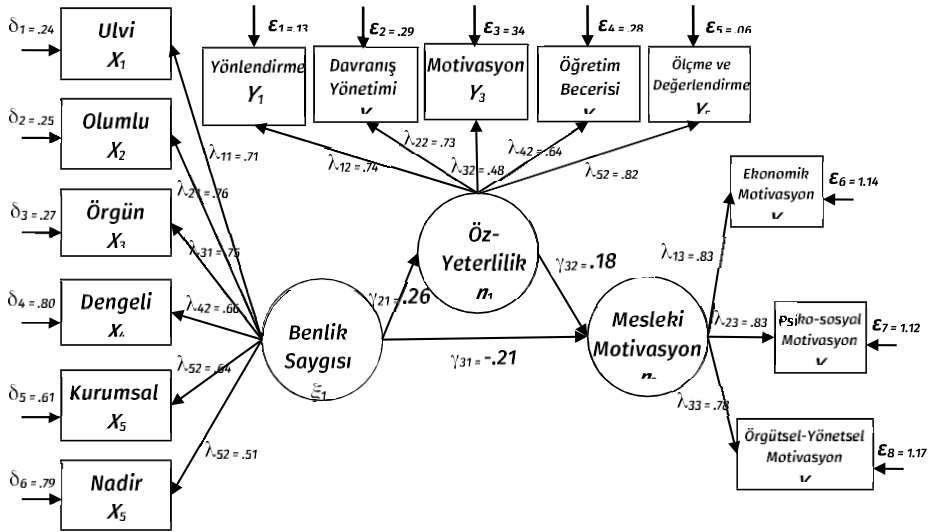 δ1 = .24
Ulvi
X1
δ2 = .25
Olumlu
X2
δ3 = .27
Örgün
X3
δ4 = .80
Dengeli
δ5 = .61
Kurumsal
X5
δ6 = .79
Nadir
X5
λ11 = .71
λ21 = .76
λ31 = .75
λ42 = .66
λ52 = .64
λ52 = .51
Benlik
Saygısı
ξ1
ε1 = .13
ε2 = .29
ε3 = 34
ε4 = .28
ε5 = .06
Yönlendirme
Y1
Davranış
Yönetimi
Motivasyon
Y3
Öğretim
Becerisi
Ölçme ve
Değerlendirme
λ12 = .74
λ22 = .73
λ32 = .48
λ42 = .64
λ52 = .82
Öz-
Yeterlilik
n1
γ21 = .26
γ32 = .18
γ31 = -.21
Mesleki
Motivasyon
λ13 = .83
λ23 = .83
λ33 = .78
Ekonomik
Motivasyon
ε6 = 1.14
Psiko-sosyal
Motivasyon
ε7 = 1.12
Örgütsel-Yönetsel
Motivasyon
ε8 = 1.17